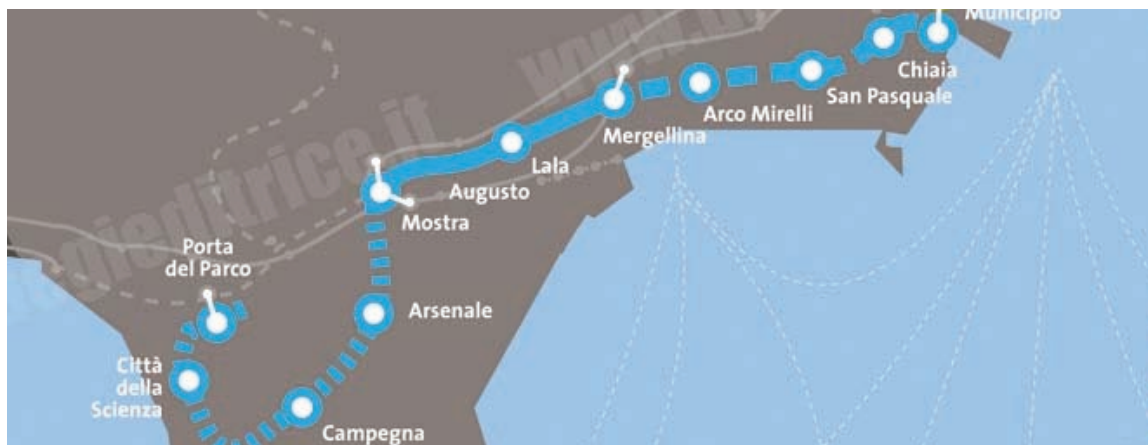 Municipio
Chiaia
San Pasquale
Arco Mirelli
Mergellina
Lala
Augusto
Mostra
Porta
del Parco
Arsenale
Città
della
Scienza
Campegna